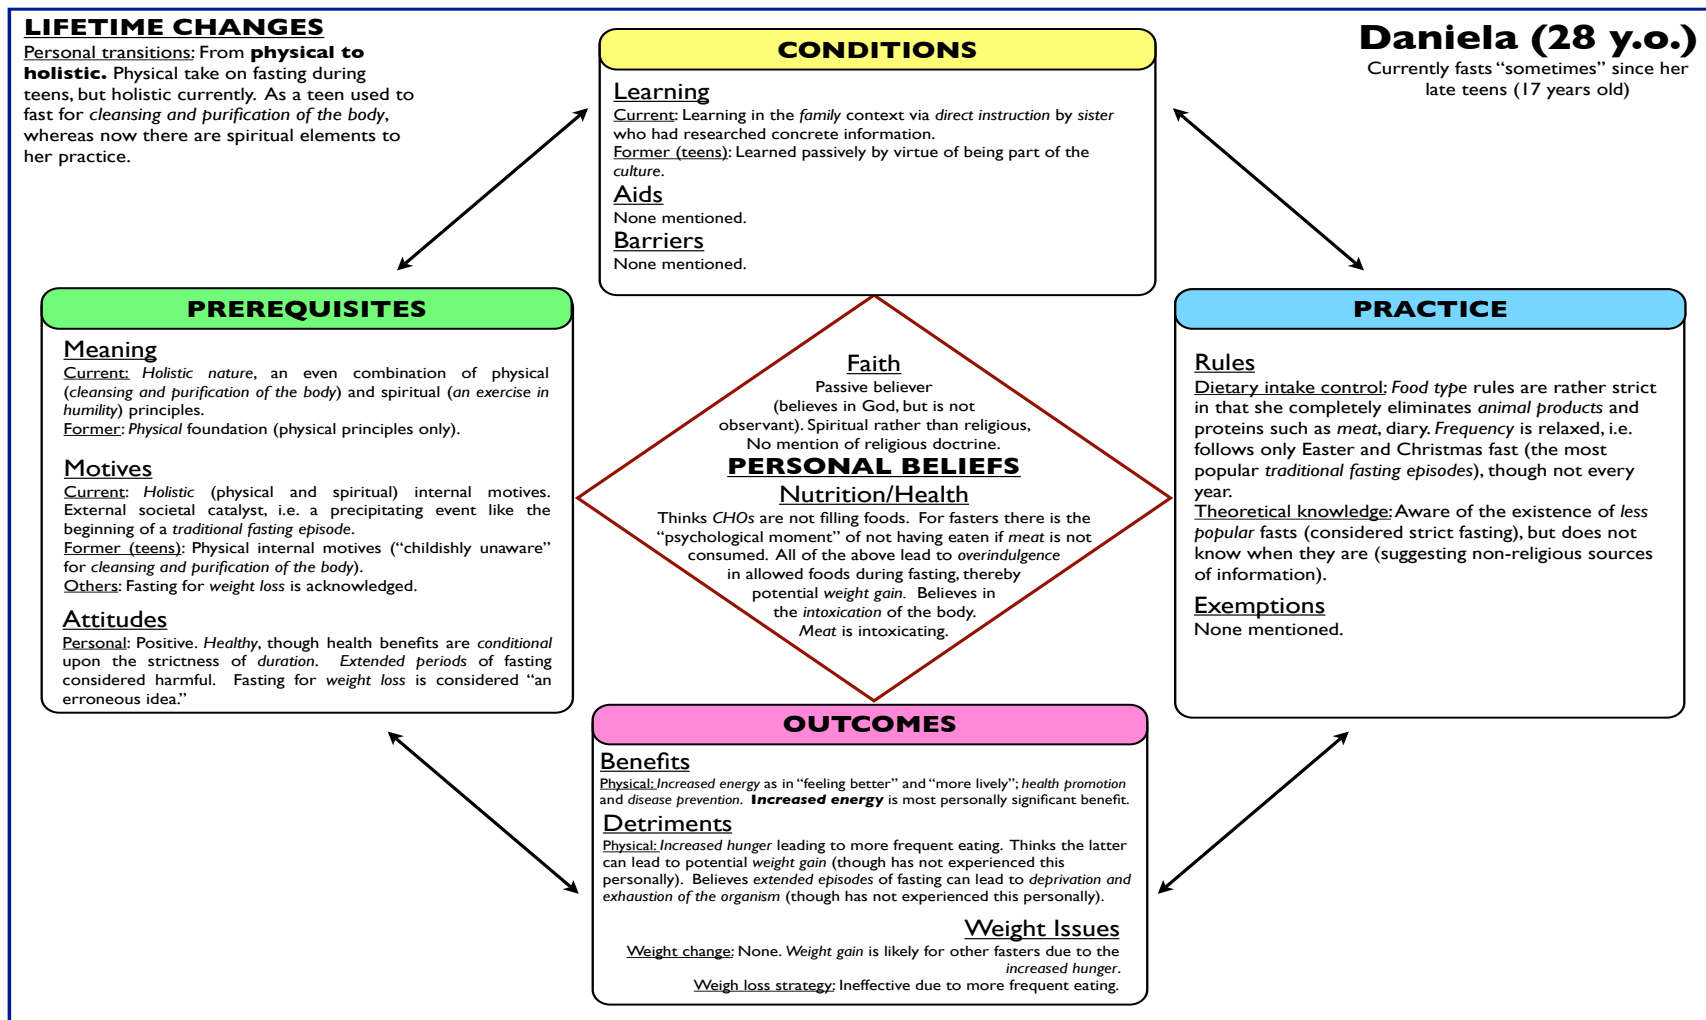 LIFETIME CHANGES
Personal transitions: From physical to
holistic. Physical take on fasting during
teens, but holistic currently. As a teen used to
fast for cleansing and purification of the body,
whereas now there are spiritual elements to
her practice.
Daniela (28 y.o.)
Currently fasts “sometimes” since her
late teens (17 years old)
CONDITIONS
Learning
Current: Learning in the family context via direct instruction by sister
who had researched concrete information.
Former (teens): Learned passively by virtue of being part of the
culture.
Aids
None mentioned.
Barriers
None mentioned.
PREREQUISITES
Meaning
Current: Holistic nature, an even combination of physical
(cleansing and purification of the body) and spiritual (an exercise in
humility) principles.
Former: Physical foundation (physical principles only).
Motives
Current: Holistic (physical and spiritual) internal motives.
External societal catalyst, i.e. a precipitating event like the
beginning of a traditional fasting episode.
Former (teens): Physical internal motives (“childishly unaware”
for cleansing and purification of the body).
Others: Fasting for weight loss is acknowledged.
Attitudes
Personal: Positive. Healthy, though health benefits are conditional
upon the strictness of duration. Extended periods of fasting
considered harmful. Fasting for weight loss is considered “an
erroneous idea.”
Faith
Passive believer
(believes in God, but is not
observant). Spiritual rather than religious,
No mention of religious doctrine.
PERSONAL BELIEFS
Nutrition/Health
Thinks CHOs are not filling foods. For fasters there is the
“psychological moment” of not having eaten if meat is not
consumed. All of the above lead to overindulgence
in allowed foods during fasting, thereby
potential weight gain. Believes in
the intoxication of the body.
Meat is intoxicating.
PRACTICE
Rules
Dietary intake control: Food type rules are rather strict
in that she completely eliminates animal products and
proteins such as meat, diary. Frequency is relaxed, i.e.
follows only Easter and Christmas fast (the most
popular traditional fasting episodes), though not every
year.
Theoretical knowledge: Aware of the existence of less
popular fasts (considered strict fasting), but does not
know when they are (suggesting non-religious sources
of information).
Exemptions
None mentioned.
OUTCOMES
Benefits
Physical: Increased energy as in “feeling better” and “more lively”; health promotion
and disease prevention. Increased energy is most personally significant benefit.
Detriments
Physical: Increased hunger leading to more frequent eating. Thinks the latter
can lead to potential weight gain (though has not experienced this
personally). Believes extended episodes of fasting can lead to deprivation and
exhaustion of the organism (though has not experienced this personally).
Weight Issues
Weight change: None. Weight gain is likely for other fasters due to the
increased hunger.
Weigh loss strategy: Ineffective due to more frequent eating.